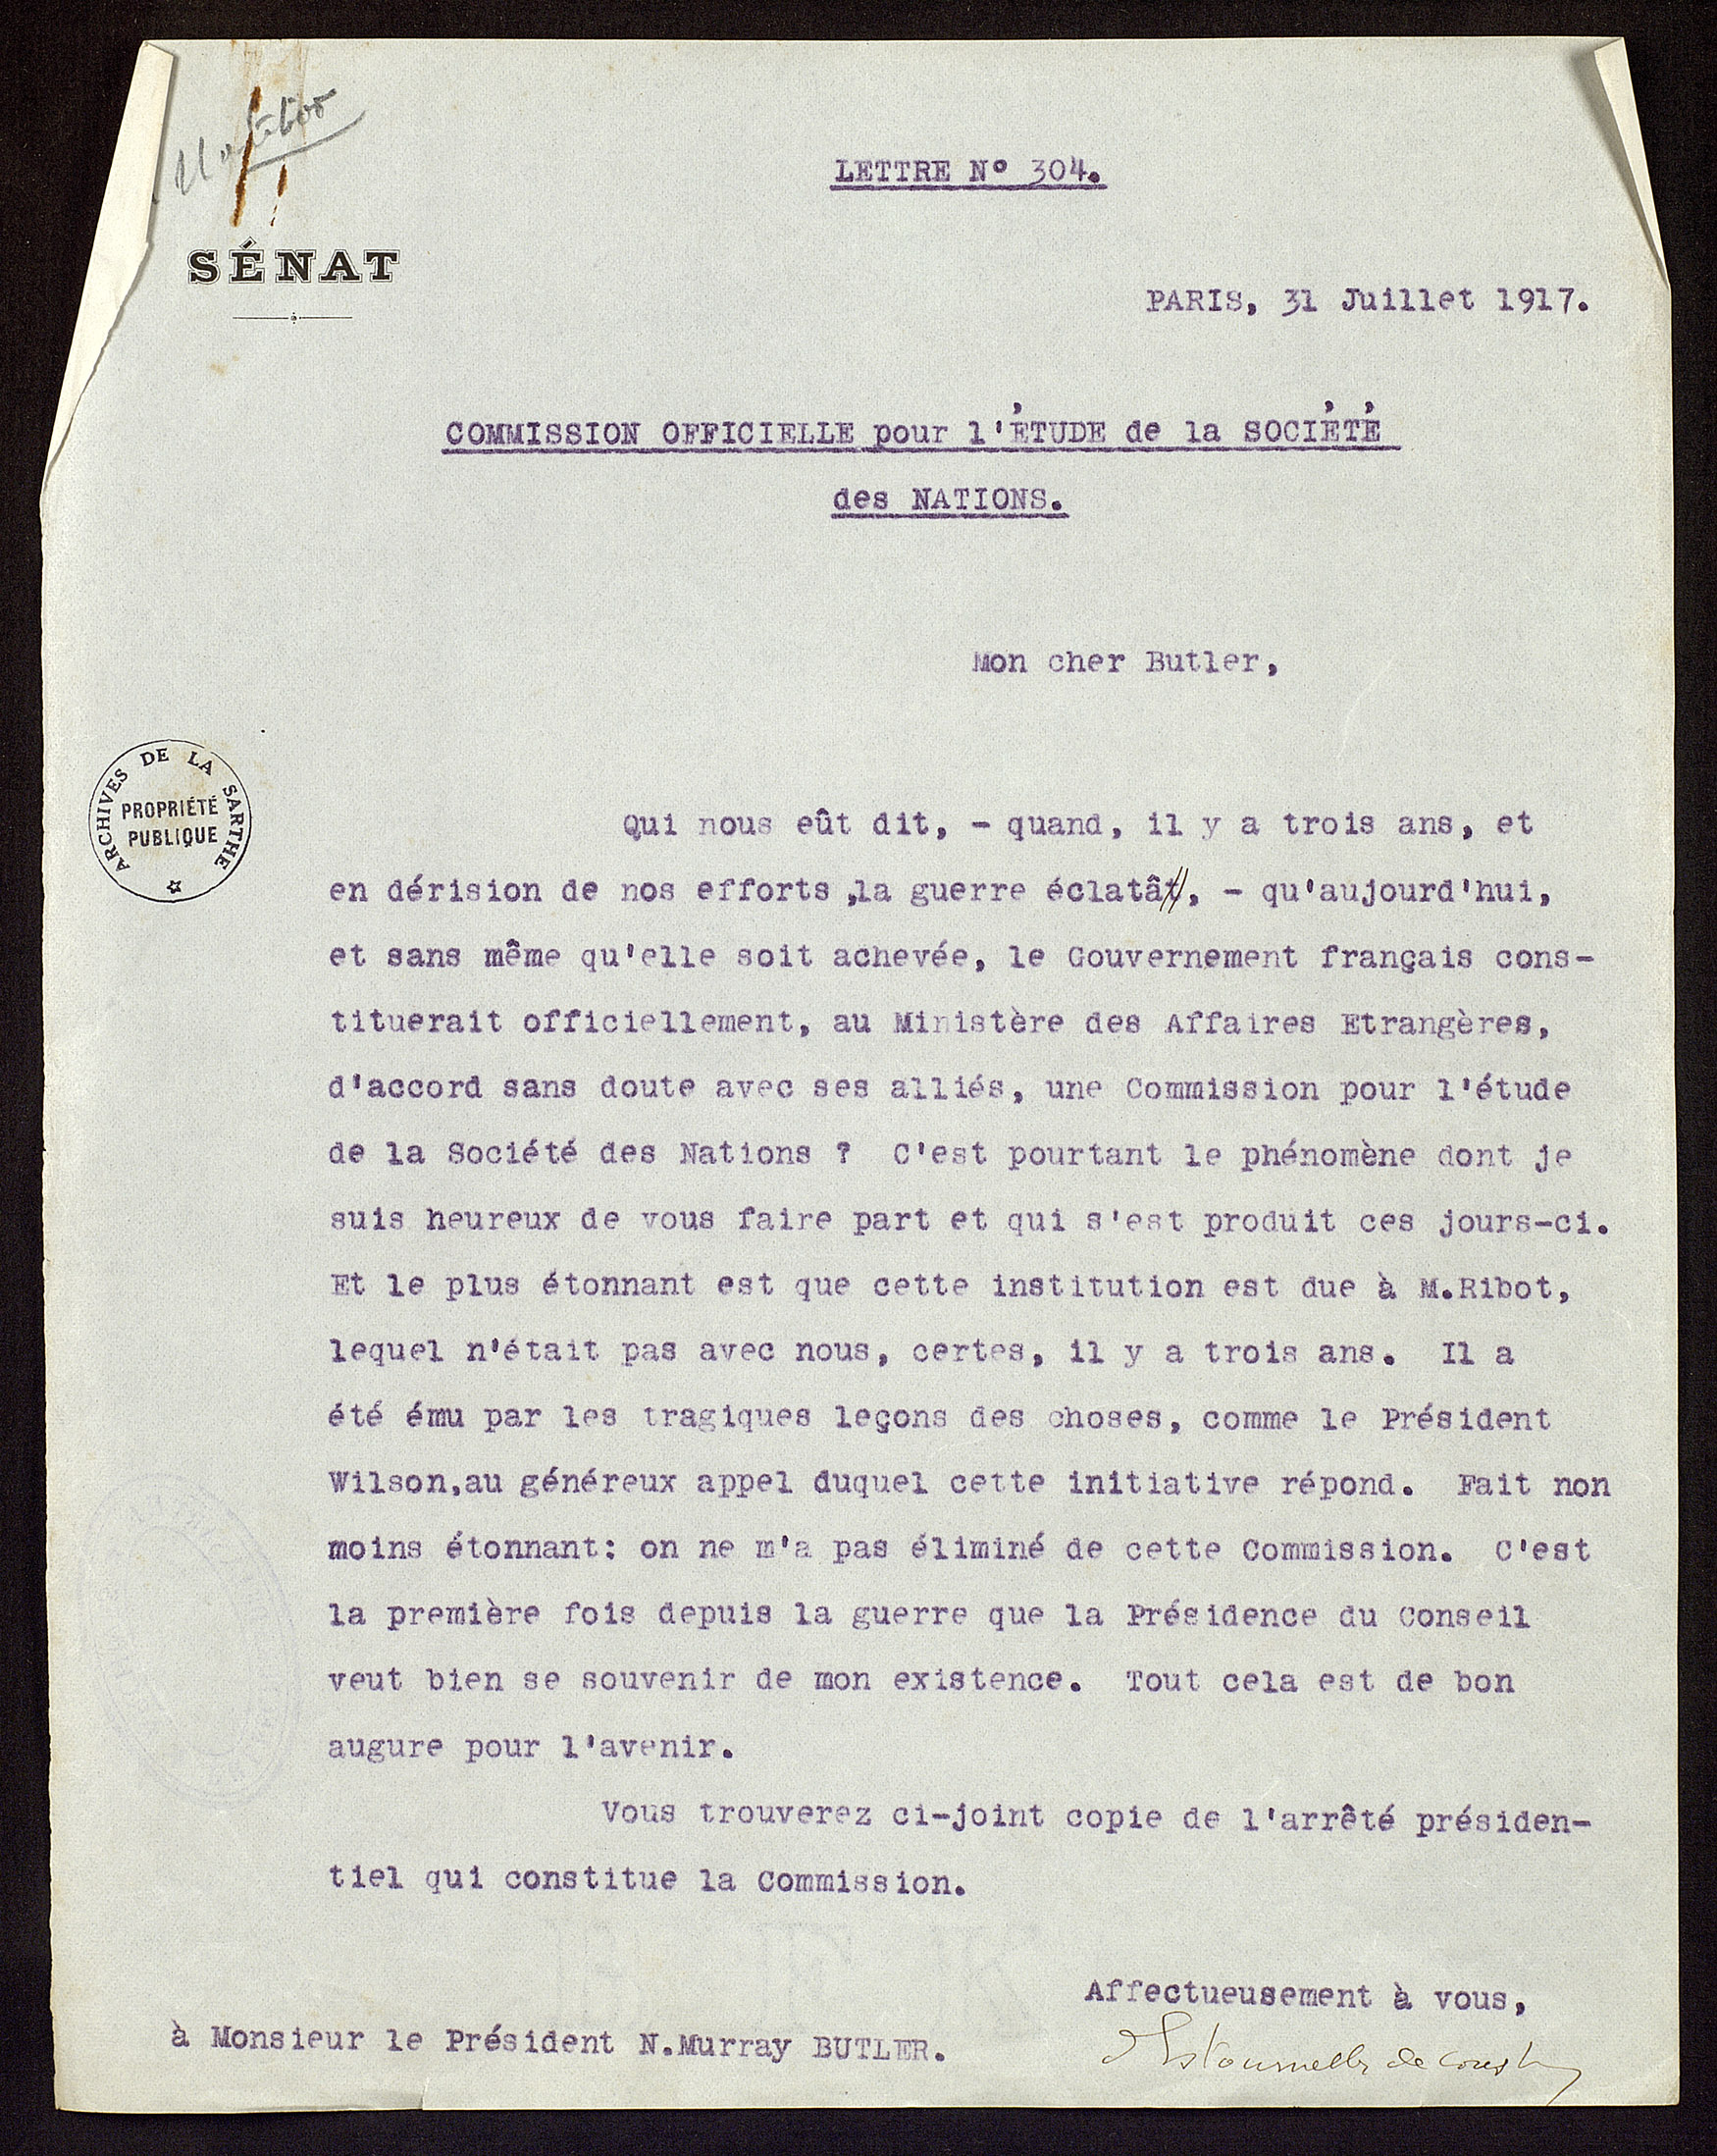 LETTRE N° 304.
SÉNAT
PARIS, 31 Juillet 1917.
COMMISSION OFFICIELLE pour l'ÉTUDE de la SOCIÉTÉ
des NATIONS.
Mon cher Butler,
ARCHIVES DE LA SARTHE
PROPRIÉTÉ
PUBLIQUE
Qui nous eût dit, - quand, il y a trois ans, et
en dérision de nos efforts ,la guerre éclatât, - qu'aujourd'hui,
et sans même qu'elle soit achevée, le Gouvernement français cons-
tituerait officiellement, au Ministère des Affaires Etrangères,
d'accord sans doute avec ses alliés, une Commission pour l'étude
de la Société des Nations ? C'est pourtant le phénomène dont je
suis heureux de vous faire part et qui s'est produit ces jours-ci.
Et le plus étonnant est que cette institution est due à M.Ribot,
lequel n'était pas avec nous, certes, il y a trois ans. Il a
été ému par les tragiques leçons des choses, comme le Président
Wilson,au généreux appel duquel cette initiative répond. Fait non
moins étonnant: on ne m'a pas éliminé de cette Commission. C'est
la première fois depuis la guerre que la Présidence du Conseil
veut bien se souvenir de mon existence. Tout cela est de bon
augure pour l'avenir.
Vous trouverez ci-joint copie de l'arrêté présiden-
tiel qui constitue la Commission.
Affectueusement à vous,
d'Estournelles de Constant
à Monsieur le Président N.Murray BUTLER.